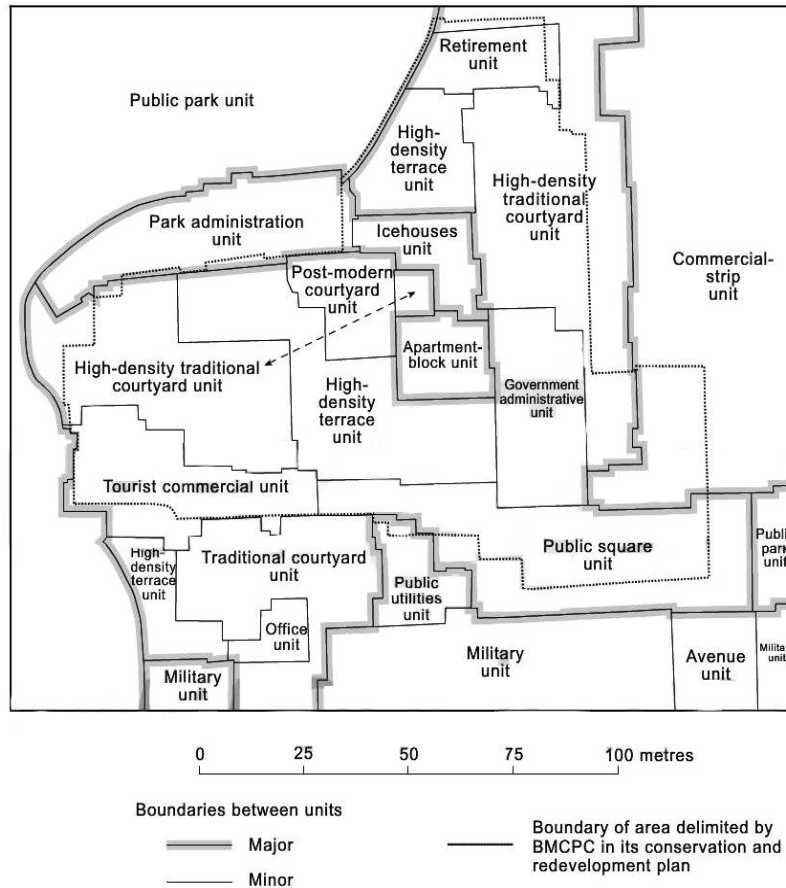 Retirement
unit
Public park unit
High-
density
terrace
unit
High-density
traditional
courtyard
unit
Park administration
unit
Icehouses
unit
Commercial-
strip
unit
Post-modern
courtyard
unit
High-density traditional
courtyard unit
Apartment-
block unit
High-
density
terrace
unit
Government
administrative
unit
Tourist commercial unit
High-
density
terrace
unit
Traditional courtyard
unit
Public square
unit
Public
park
unit
Public
utilities
unit
Office
unit
Military
unit
Military
unit
Avenue
unit
unit
0 25 50 75 100 metres
Boundaries between units
Major
Minor
Boundary of area delimited by
BMCPC in its conservation and
redevelopment plan